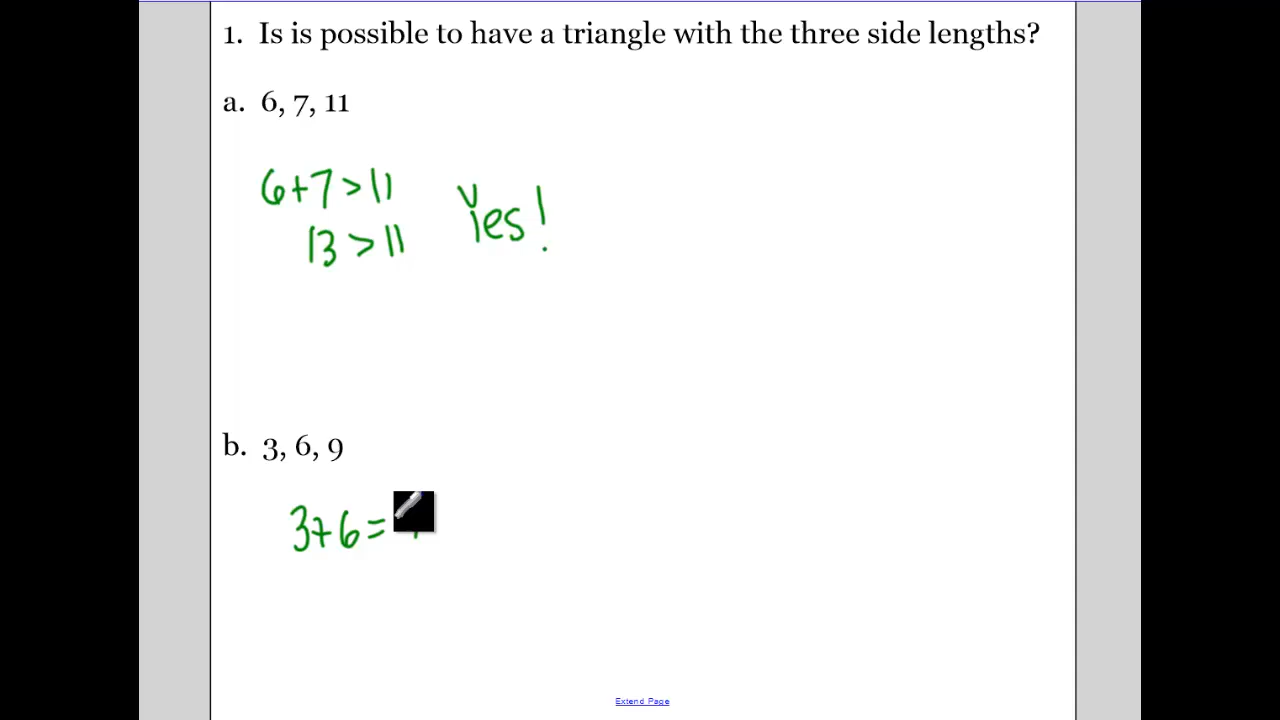 1. Is is possible to have a triangle with the three side lengths?
a. 6, 7, 11
6+7>11
13>11
Yes!
b. 3, 6, 9
3+6=
Extend Page